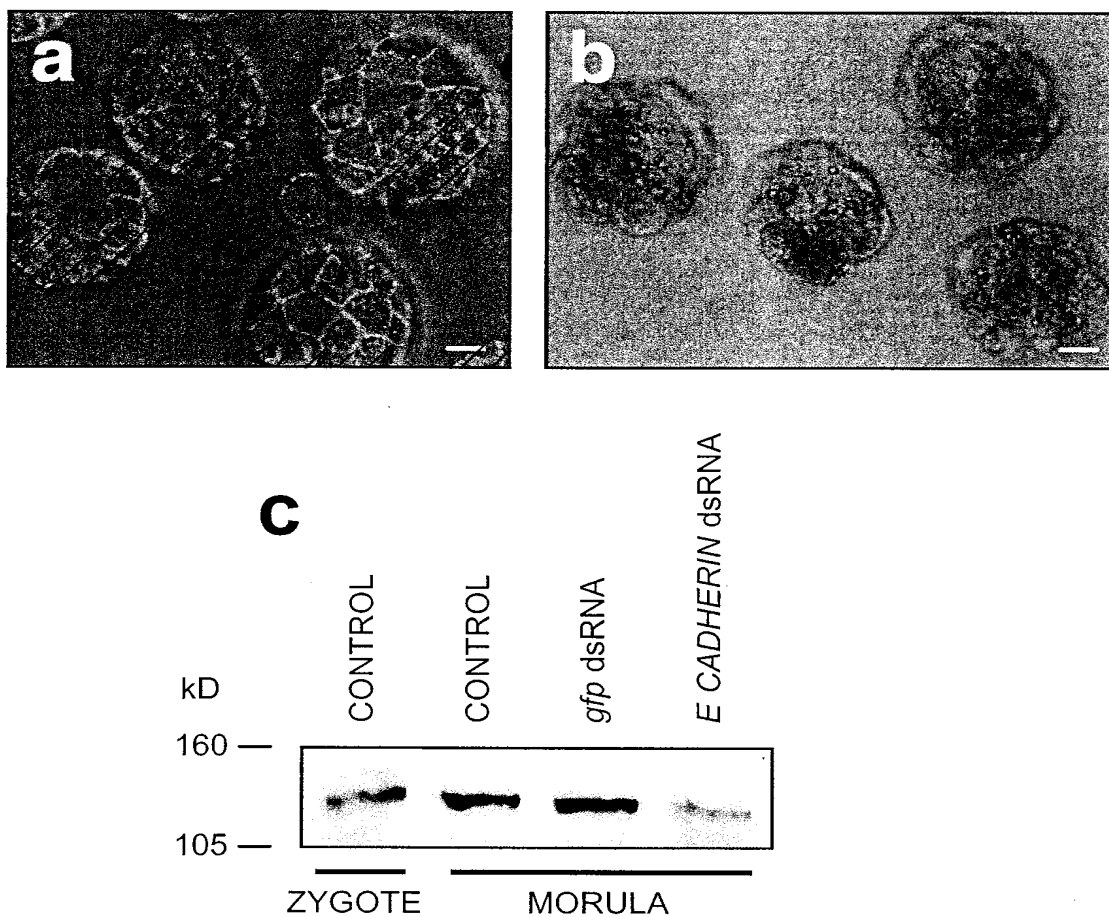 a
b
c
CONTROL
CONTROL
gfp dsRNA
E CADHERIN dsRNA
kD
160
105
ZYGOTE
MORULA